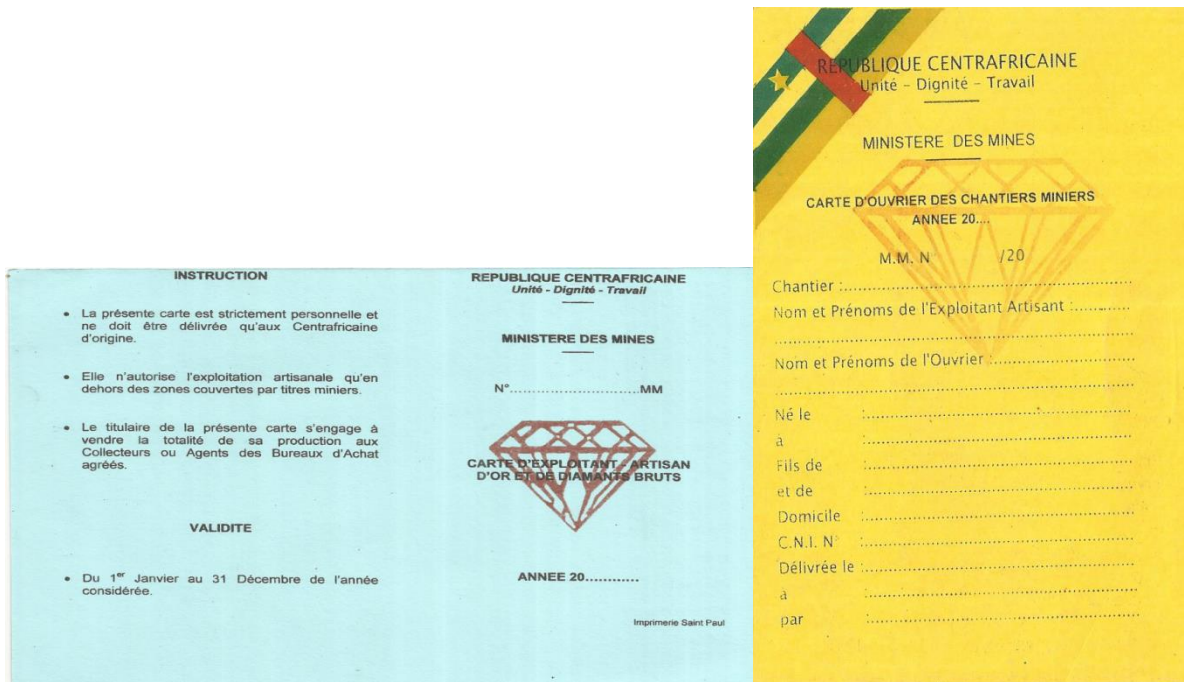 INSTRUCTION
• La présente carte est strictement personnelle et
ne doit être délivrée qu'aux Centrafricaine
d'origine.
• Elle n'autorise l'exploitation artisanale qu'en
dehors des zones couvertes par titres miniers.
• Le titulaire de la présente carte s'engage à
vendre la totalité de sa production aux
Collecteurs ou Agents des Bureaux d'Achat
agréés.
VALIDITE
• Du 1er Janvier au 31 Décembre de l'année
considérée.
REPUBLIQUE CENTRAFRICAINE
Unité - Dignité - Travail
MINISTERE DES MINES
N°..............................MM
CARTE D'EXPLOITANT - ARTISAN
D'OR ET DE DIAMANTS BRUTS
ANNEE 20............
Imprimerie Saint Paul
REPUBLIQUE CENTRAFRICAINE
Unité – Dignité – Travail
MINISTERE DES MINES
CARTE D'OUVRIER DES CHANTIERS MINIERS
ANNEE 20....
M.M. N° /20
Chantier :..............................................................
Nom et Prénoms de l'Exploitant Artisant :............
..............................................................................
Nom et Prénoms de l'Ouvrier :..............................
..............................................................................
Né le :..........................................................
à :..........................................................
Fils de :..........................................................
et de :..........................................................
Domicile :..........................................................
C.N.I. N° :..........................................................
Délivrée le :..........................................................
à :..........................................................
par :..........................................................